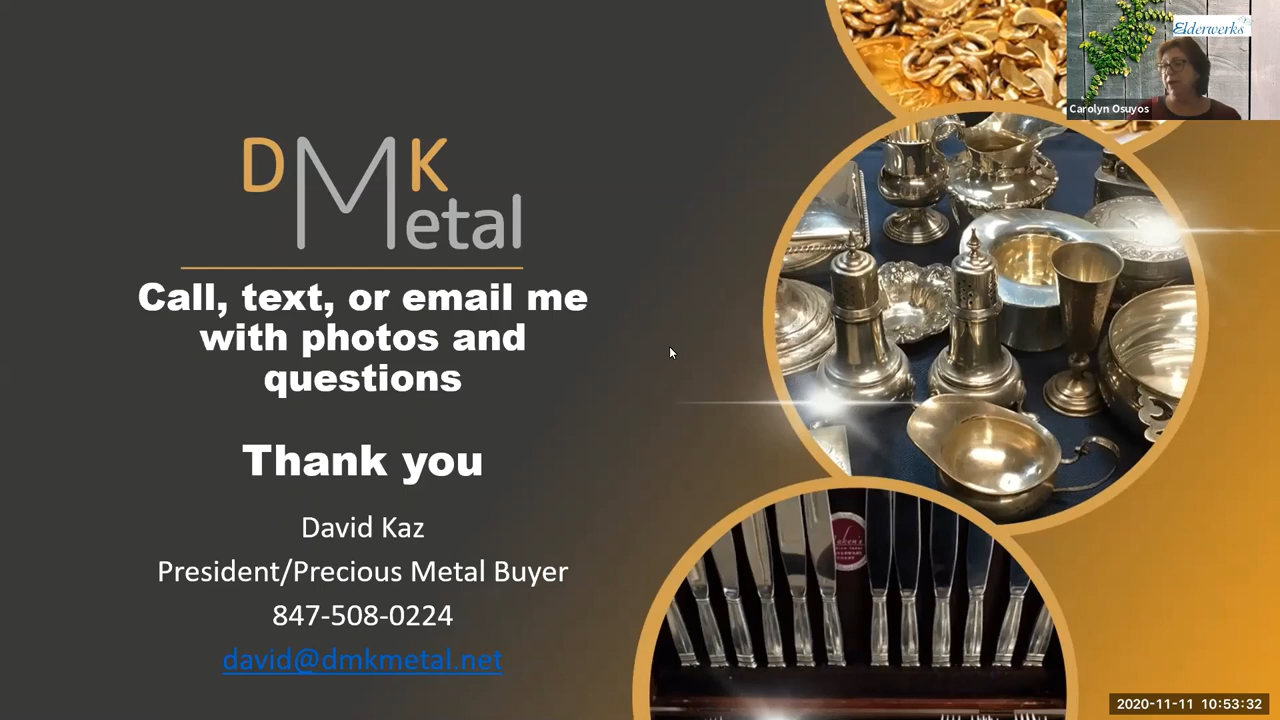 Elderwerks
Carolyn Osuyos
DMK
Metal
Call, text, or email me
with photos and
questions
Thank you
David Kaz
President/Precious Metal Buyer
847-508-0224
david@dmkmetal.net
2020-11-11 10:53:32